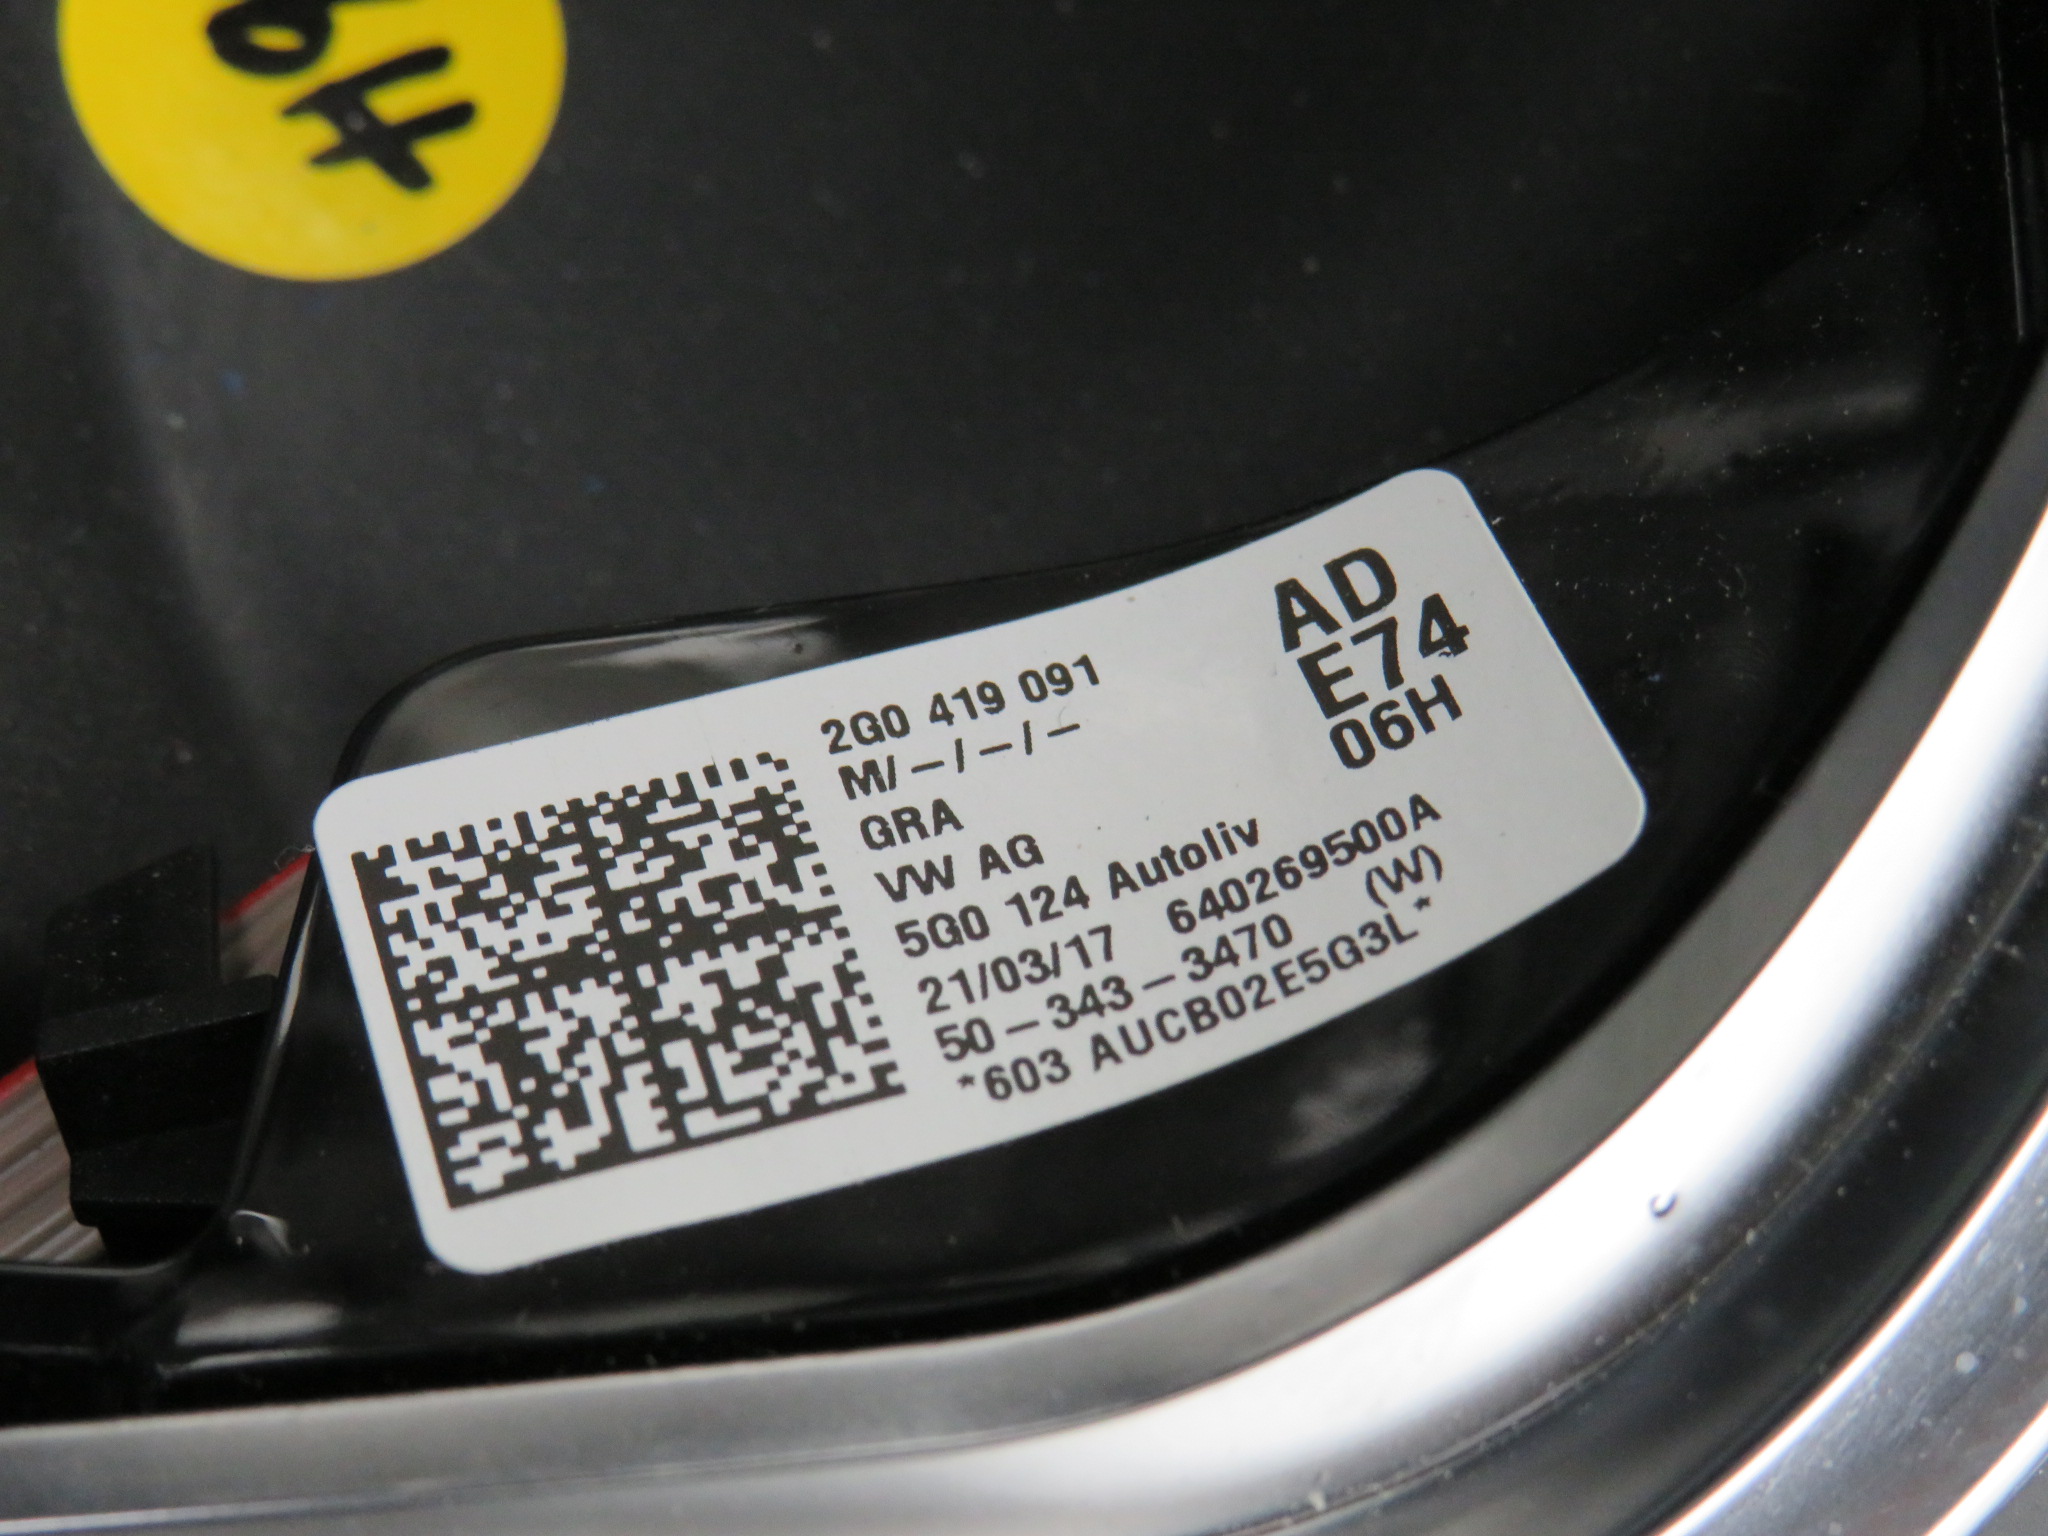 2G0 419 091
M/-/-/-
GRA
VW AG
5G0 124 Autoliv
21/03/17 640269500A
50-343-3470 (W)
*603 AUCB02E5G3L*
AD
E74
06H